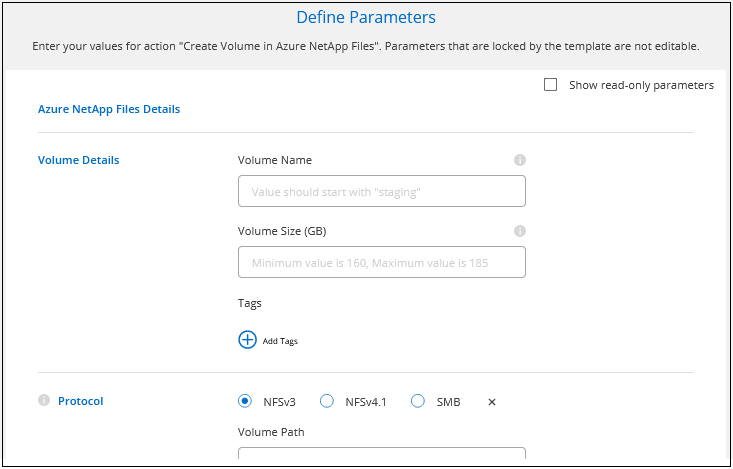 Define Parameters
Enter your values for action "Create Volume in Azure NetApp Files". Parameters that are locked by the template are not editable.
Show read-only parameters
Azure NetApp Files Details
Volume Details
Volume Name
Value should start with "staging"
Volume Size (GB)
Minimum value is 160, Maximum value is 185
Tags
Add Tags
Protocol
NFSv3 NFSv4.1 SMB
Volume Path